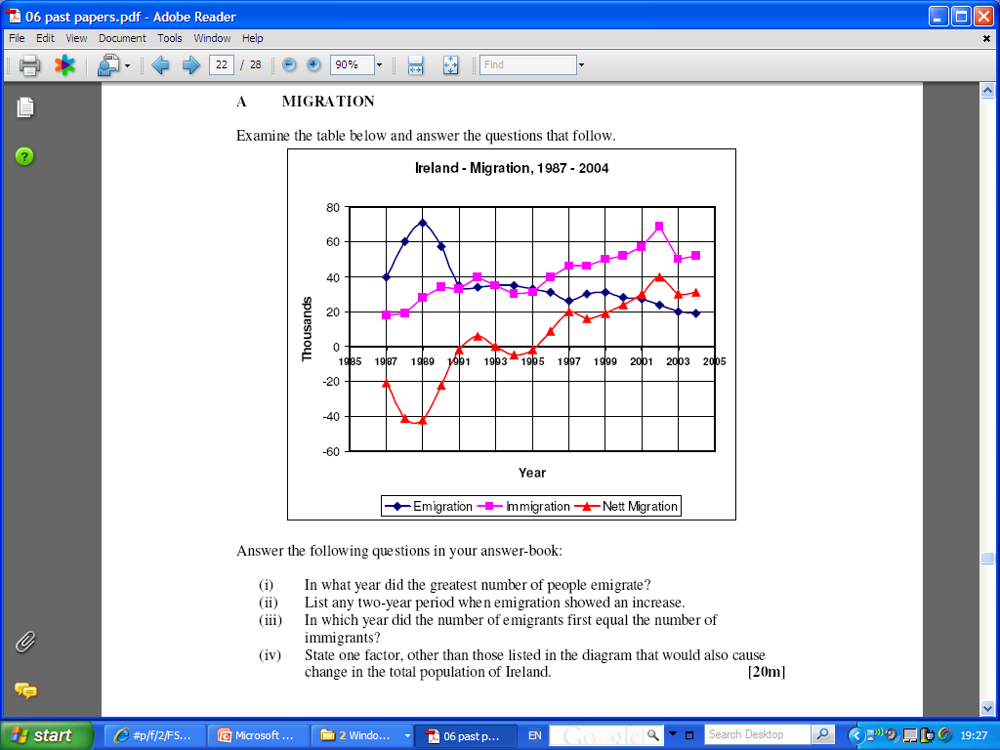 06 past papers.pdf - Adobe Reader
File Edit View Document Tools Window Help
22 / 28 90% Find
A MIGRATION
Examine the table below and answer the questions that follow.
Ireland - Migration, 1987 - 2004
80
60
40
20
0
1985 1987 1989 1991 1993 1995 1997 1999 2001 2003 2005
-20
-40
-60
Thousands
Year
Emigration Immigration Nett Migration
Answer the following questions in your answer-book:
(i) In what year did the greatest number of people emigrate?
(ii) List any two-year period when emigration showed an increase.
(iii) In which year did the number of emigrants first equal the number of
immigrants?
(iv) State one factor, other than those listed in the diagram that would also cause
change in the total population of Ireland. [20m]
start #p/f/2/F5... Microsoft ... 2 Windo... 06 past p... EN Google Search Desktop 19:27